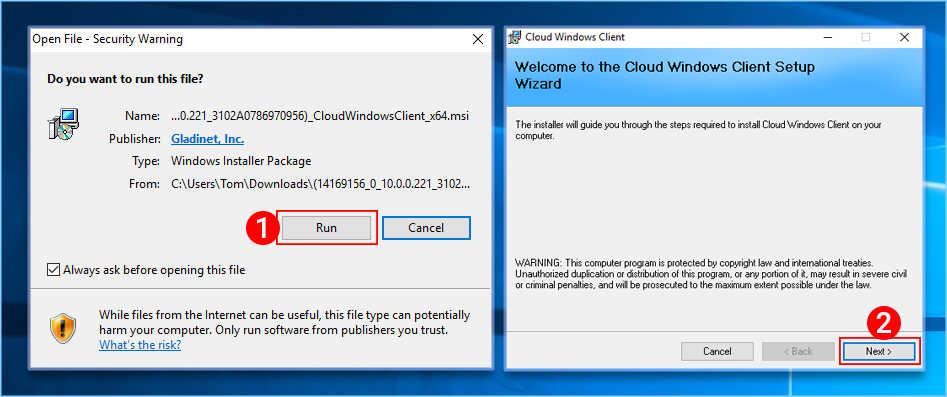 Open File - Security Warning
Do you want to run this file?
Name: ...0.221_3102A0786970956)_CloudWindowsClient_x64.msi
Publisher: Gladinet, Inc.
Type: Windows Installer Package
From: C:\Users\Tom\Downloads\(14169156_0_10.0.0.221_3102...
1
Run
Cancel
Always ask before opening this file
While files from the Internet can be useful, this file type can potentially
harm your computer. Only run software from publishers you trust.
What's the risk?
Cloud Windows Client
Welcome to the Cloud Windows Client Setup
Wizard
The installer will guide you through the steps required to install Cloud Windows Client on your
computer.
WARNING: This computer program is protected by copyright law and international treaties.
Unauthorized duplication or distribution of this program, or any portion of it, may result in severe civil
or criminal penalties, and will be prosecuted to the maximum extent possible under the law.
2
Cancel
< Back
Next >